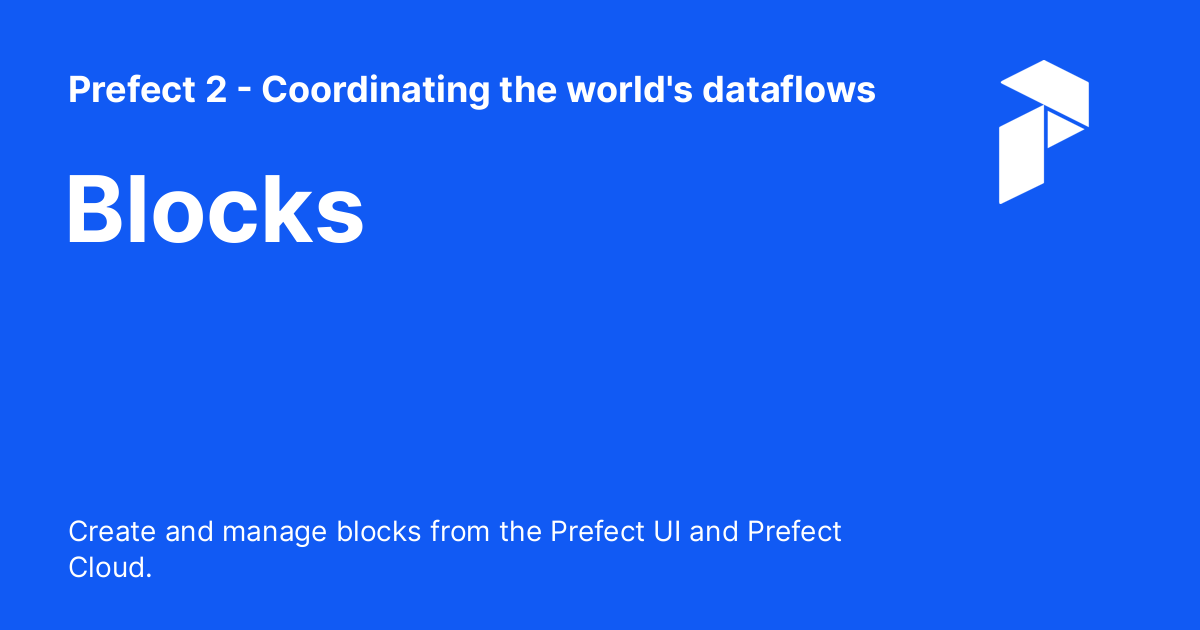 Prefect 2 - Coordinating the world's dataflows
Blocks
Create and manage blocks from the Prefect UI and Prefect
Cloud.